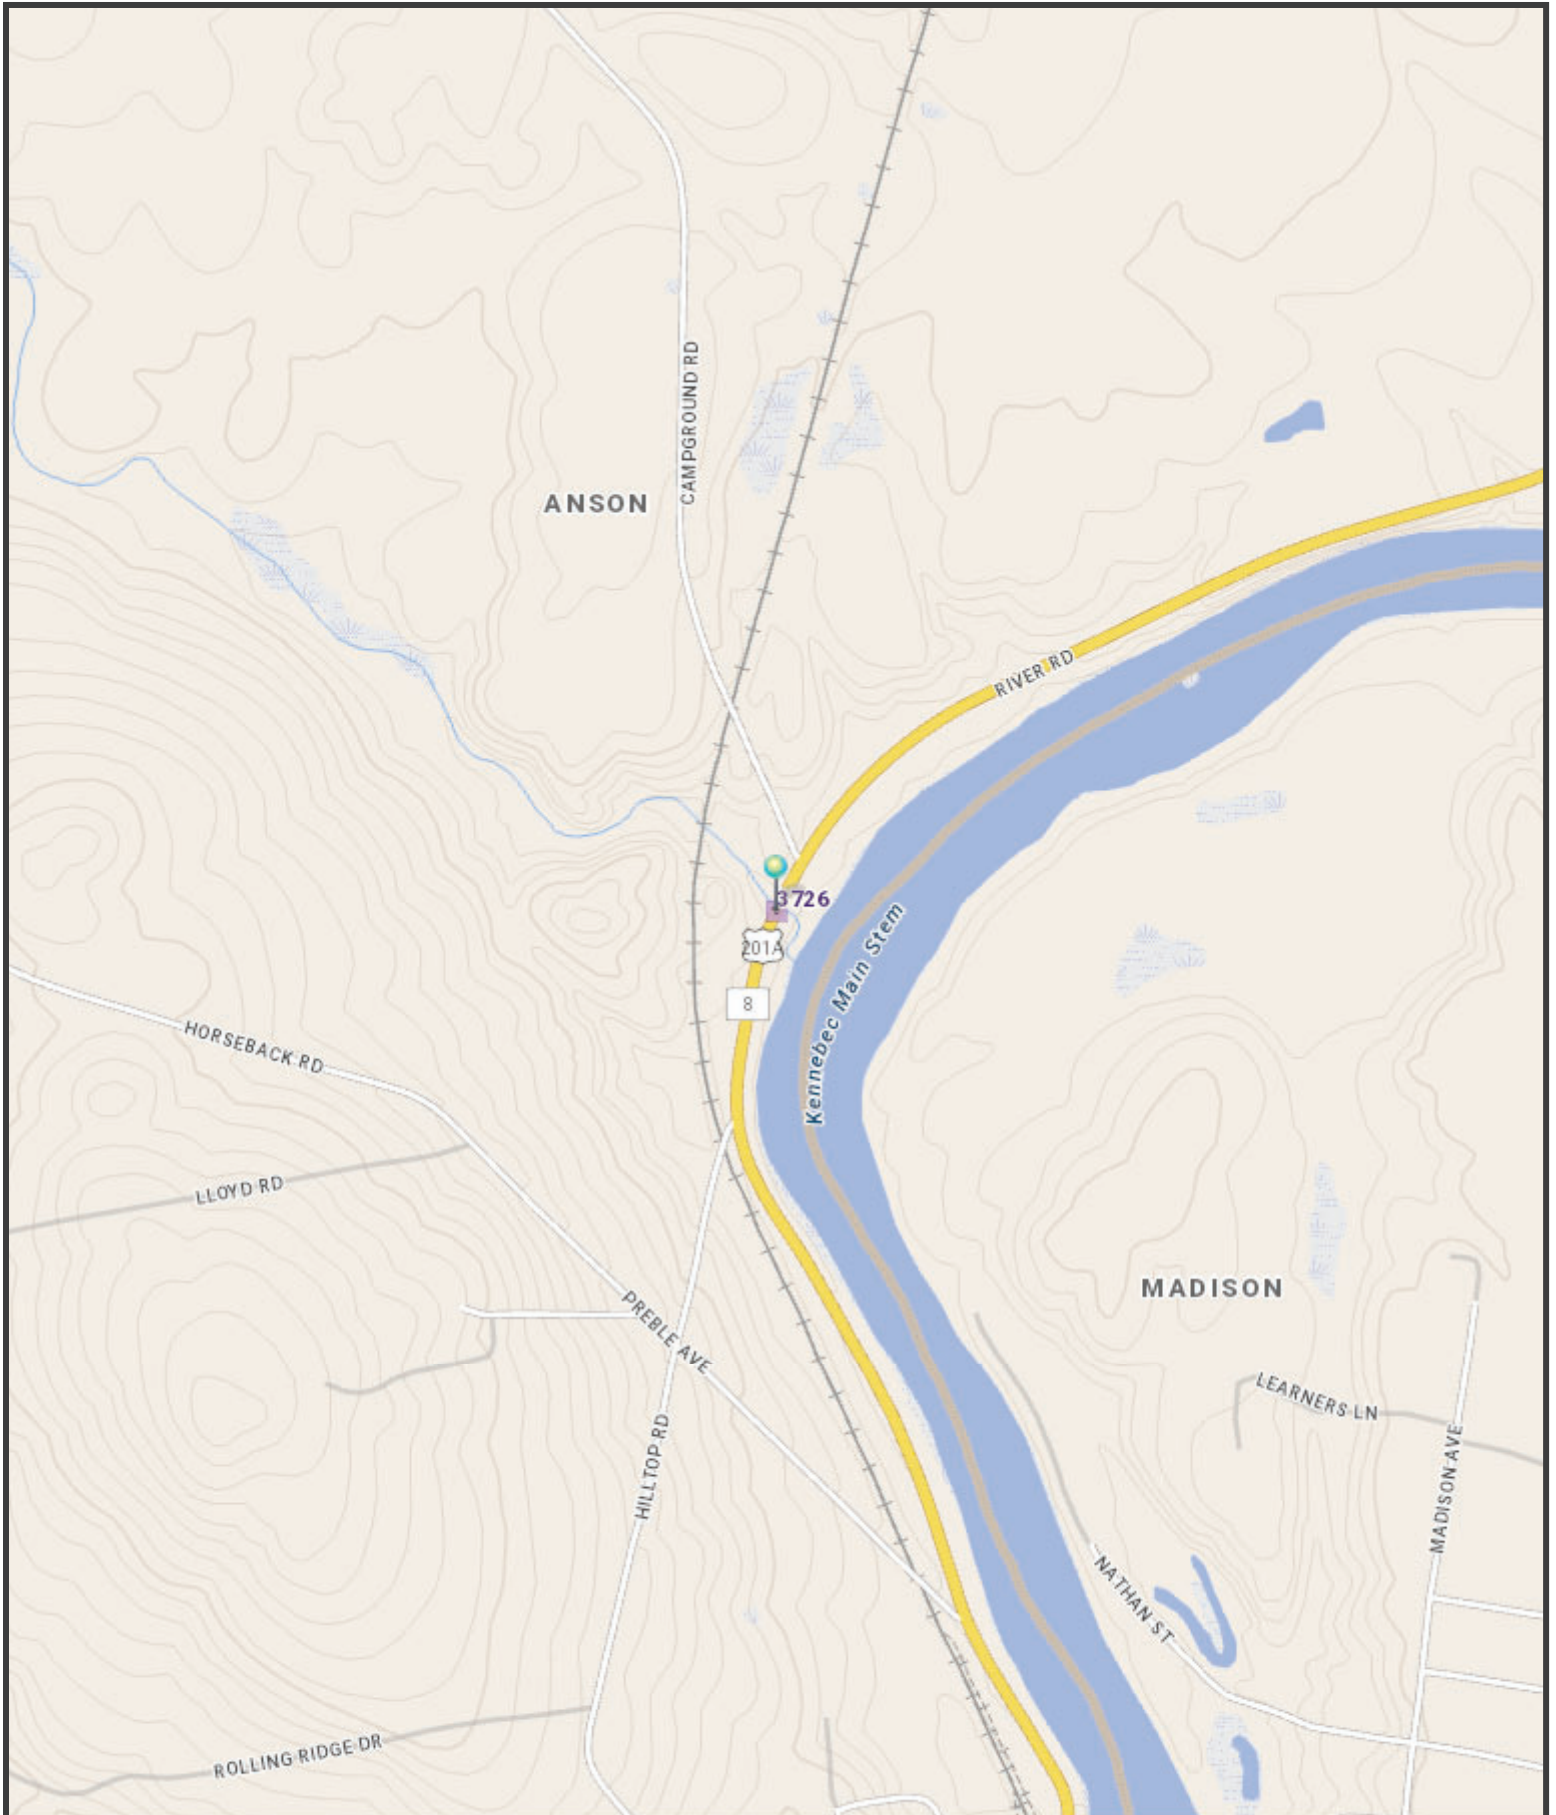 CAMPGROUND RD
ANSON
RIVER RD
3726
201A
8
Kennebec Main Stem
HORSEBACK RD
LLOYD RD
MADISON
PREBLE AVE
LEARNERS LN
HILLTOP RD
MADISON AVE
NATHAN ST
ROLLING RIDGE DR